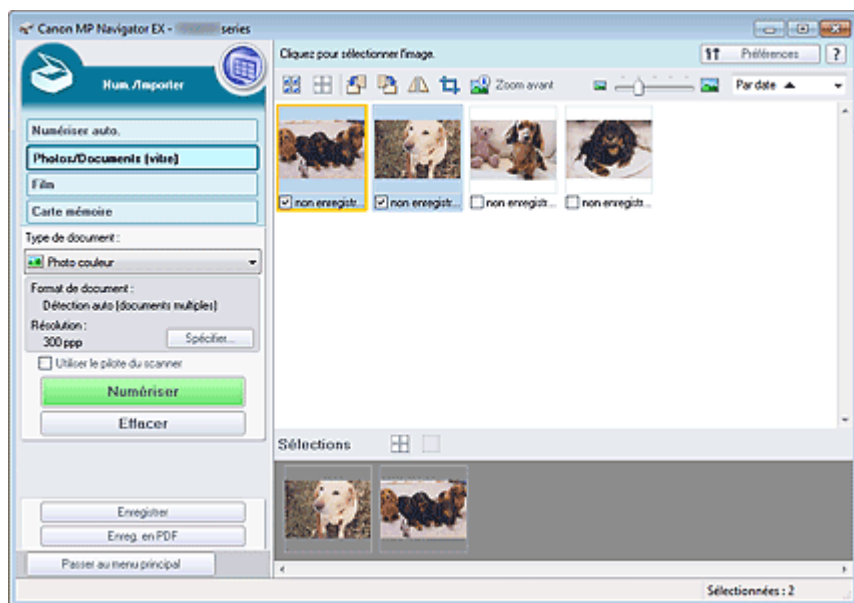 Canon MP Navigator EX - series
Num./Importer
Numériser auto.
Photos/Documents (vitre)
Film
Carte mémoire
Type de document :
Photo couleur
Format de document :
Détection auto (documents multiples)
Résolution :
300 ppp
Spécifier...
Utiliser le pilote du scanner
Numériser
Effacer
Enregistrer
Enreg. en PDF
Passer au menu principal
Cliquez pour sélectionner l'image.
Préférences
?
Zoom avant
Par date
non enregistr...
non enregistr...
non enregistr...
non enregistr...
Sélections
Sélectionnées : 2